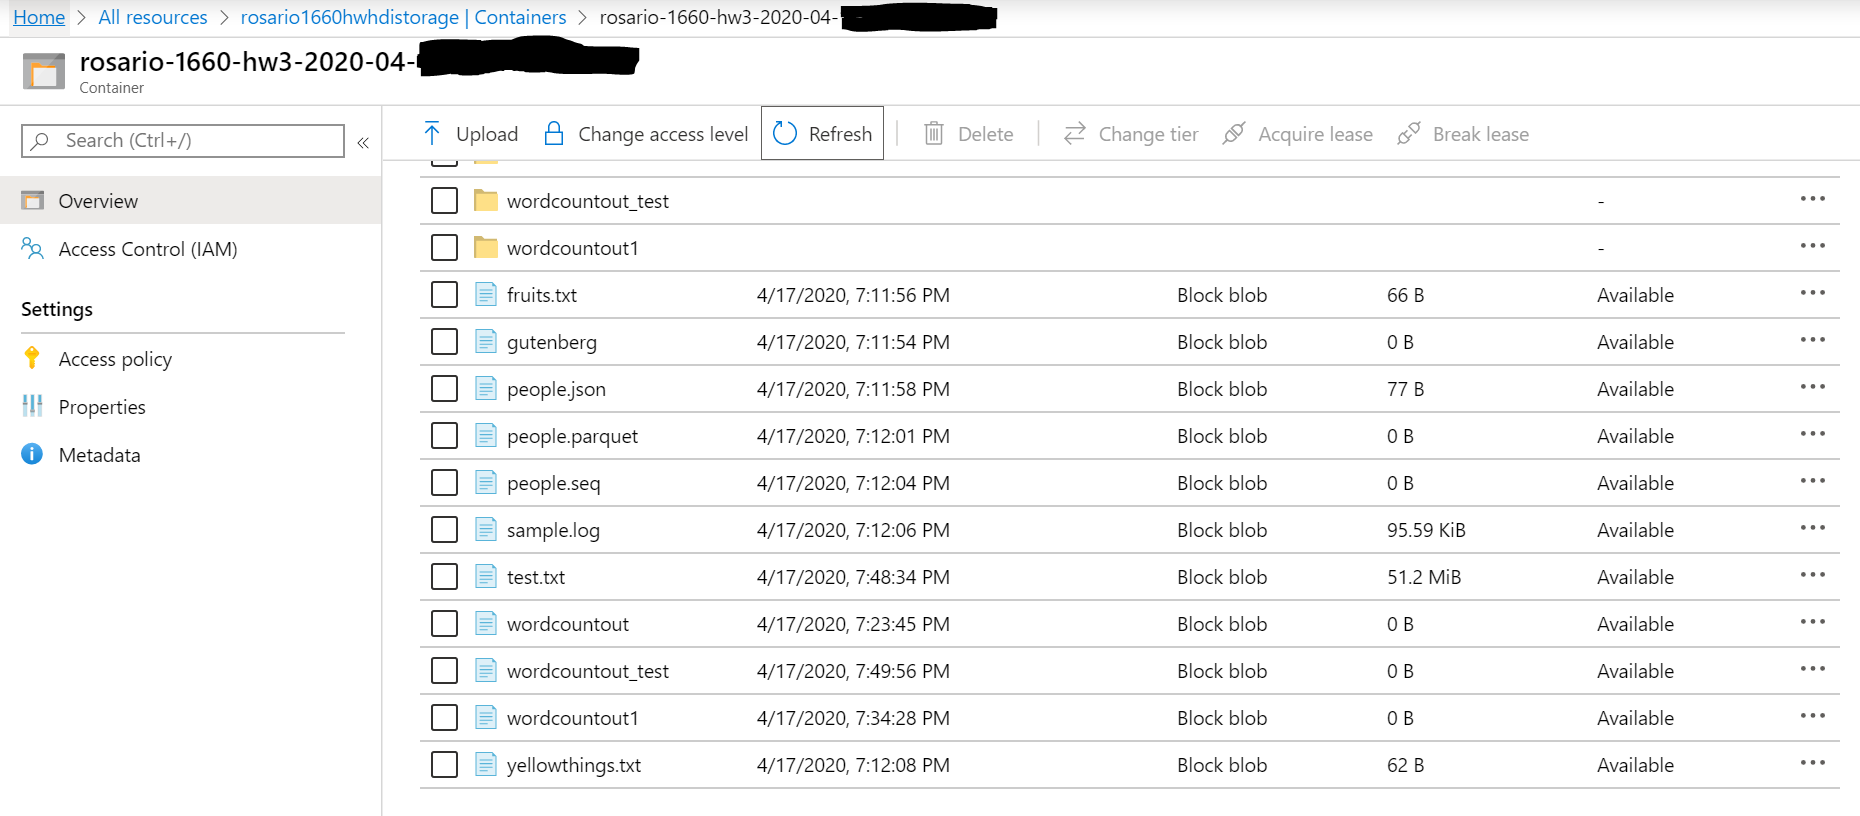 Home > All resources > rosario1660hwhdistorage | Containers > rosario-1660-hw3-2020-04-
rosario-1660-hw3-2020-04-
Container
Search (Ctrl+/)
«
Upload
Change access level
Refresh
Delete
Change tier
Acquire lease
Break lease
Overview
Access Control (IAM)
Settings
Access policy
Properties
Metadata
wordcountout_test - •••
wordcountout1 - •••
fruits.txt 4/17/2020, 7:11:56 PM Block blob 66 B Available •••
gutenberg 4/17/2020, 7:11:54 PM Block blob 0 B Available •••
people.json 4/17/2020, 7:11:58 PM Block blob 77 B Available •••
people.parquet 4/17/2020, 7:12:01 PM Block blob 0 B Available •••
people.seq 4/17/2020, 7:12:04 PM Block blob 0 B Available •••
sample.log 4/17/2020, 7:12:06 PM Block blob 95.59 KiB Available •••
test.txt 4/17/2020, 7:48:34 PM Block blob 51.2 MiB Available •••
wordcountout 4/17/2020, 7:23:45 PM Block blob 0 B Available •••
wordcountout_test 4/17/2020, 7:49:56 PM Block blob 0 B Available •••
wordcountout1 4/17/2020, 7:34:28 PM Block blob 0 B Available •••
yellowthings.txt 4/17/2020, 7:12:08 PM Block blob 62 B Available •••